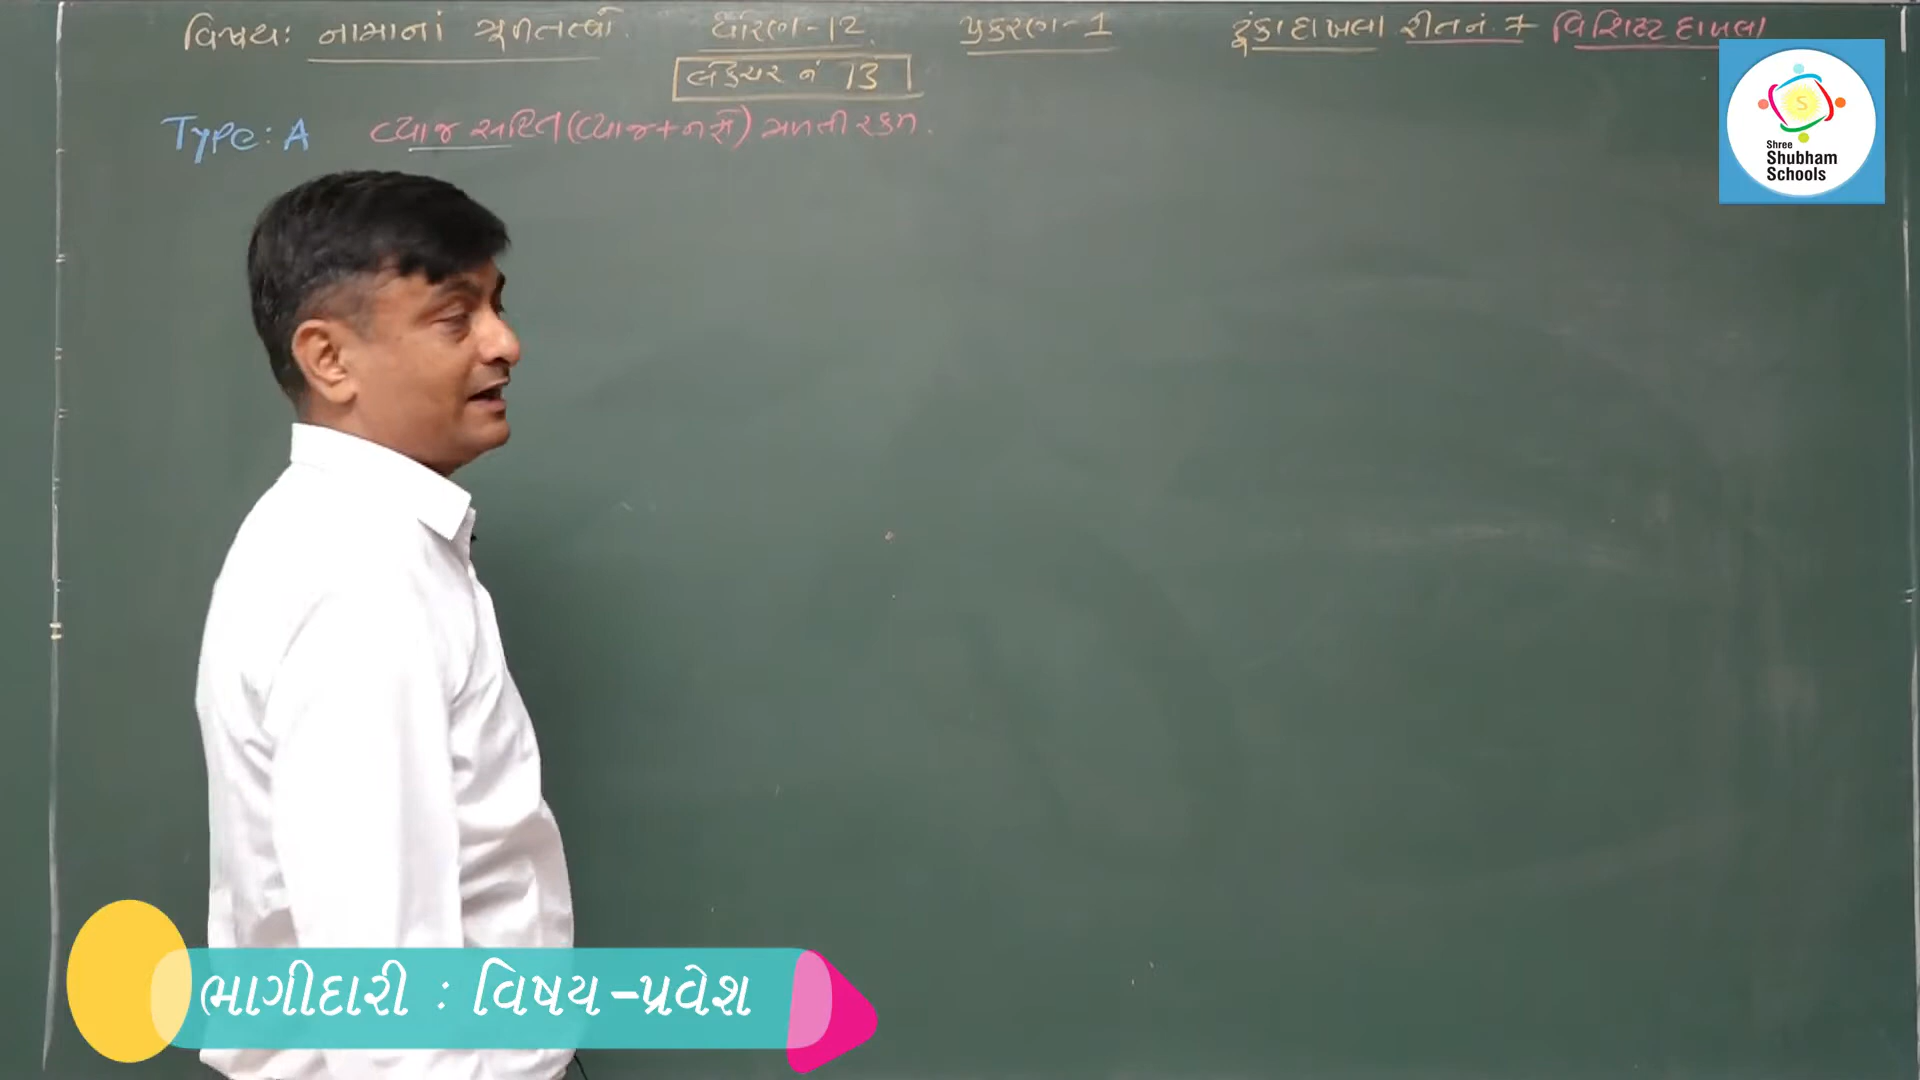 વિષય: નામાનાં મૂળતત્ત્વો. ધોરણ-12. પ્રકરણ-1 ટૂંકા દાખલા રીત નં. 7 વિશિષ્ટ દાખલા
લેક્ચર નં 13
Type: A વ્યાજ સહિત (વ્યાજ+નફો) મળતી રકમ.
Shree
Shubham
Schools
ભાગીદારી : વિષય-પ્રવેશ